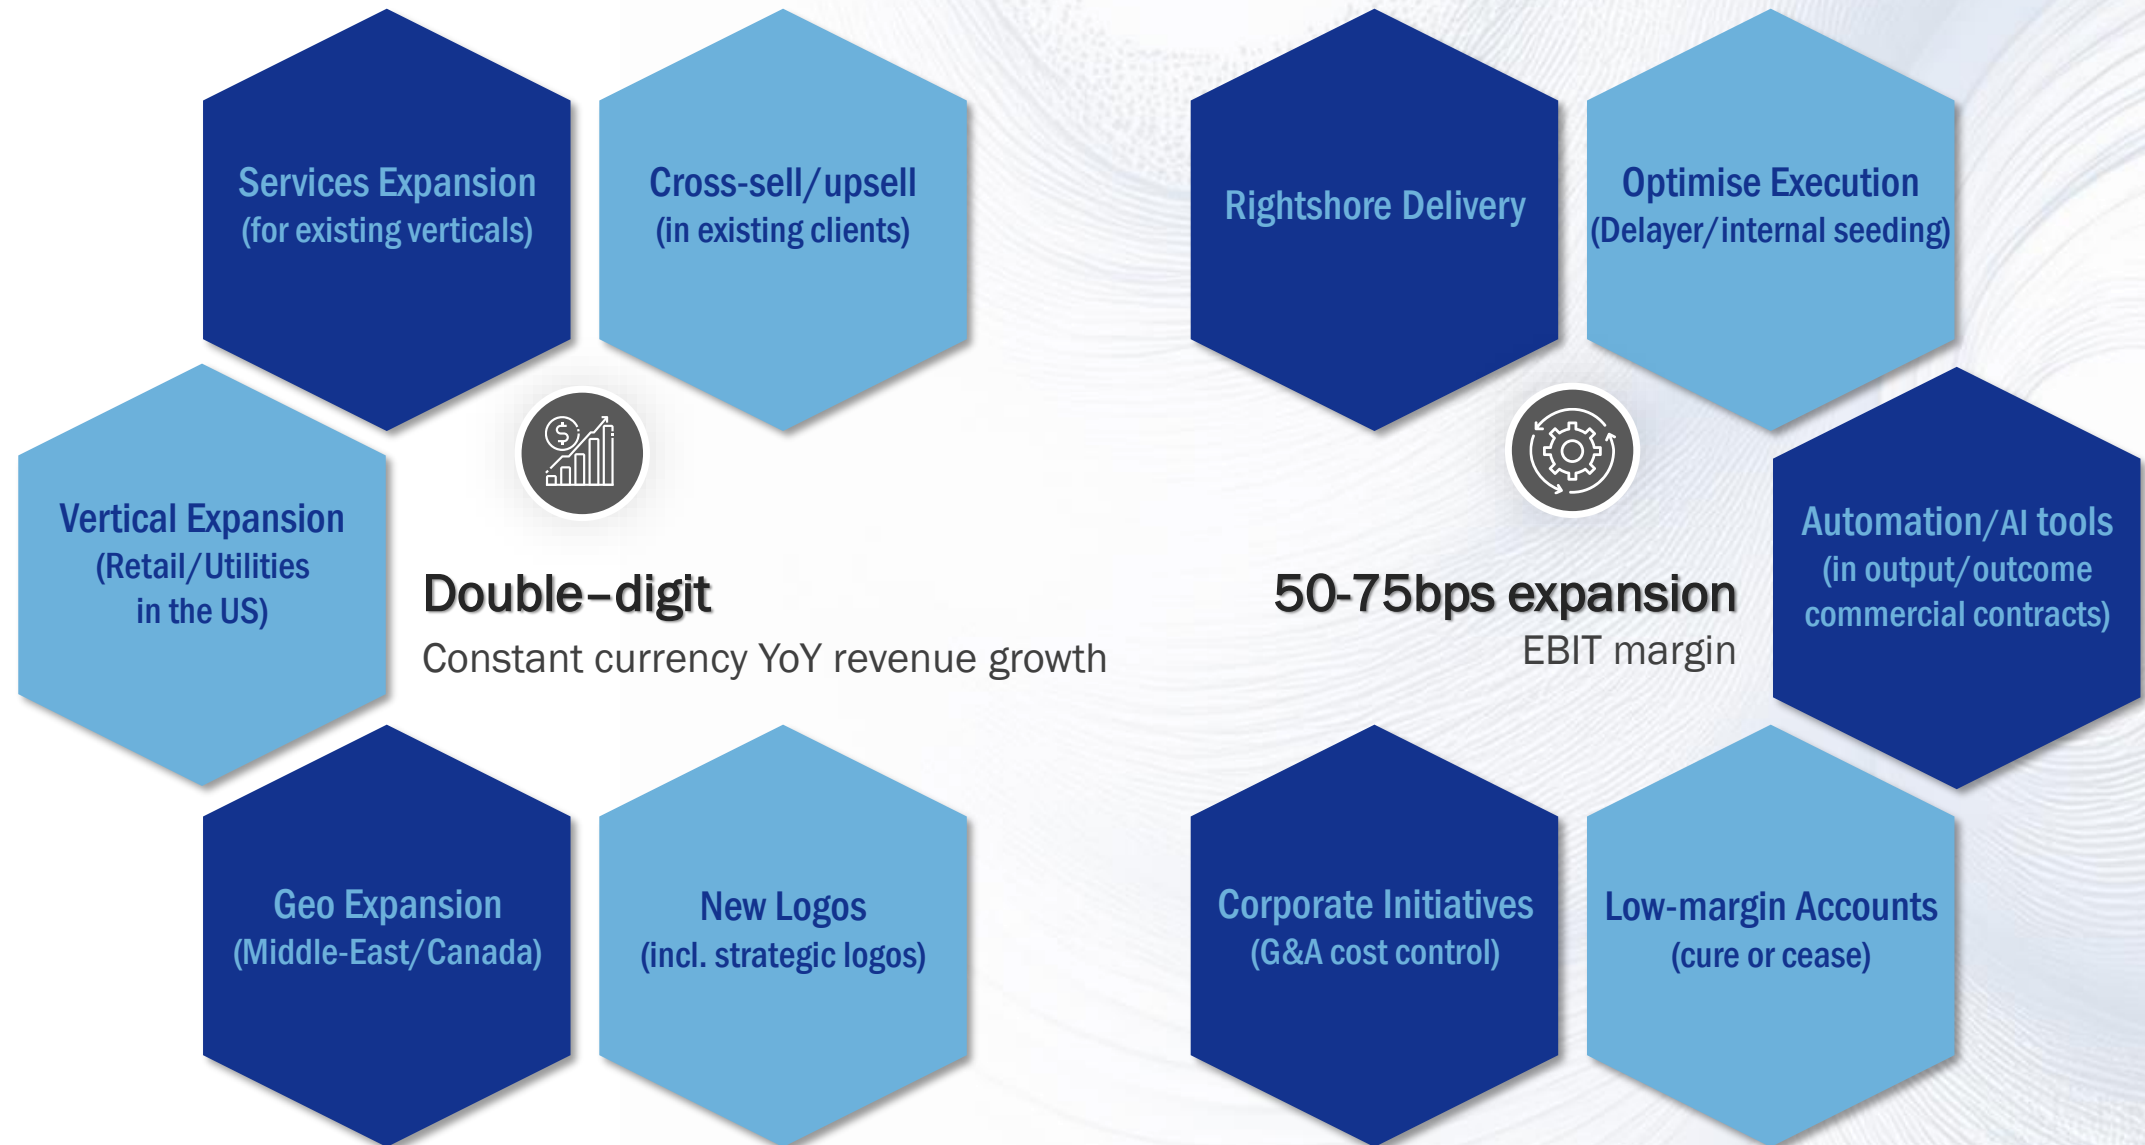 Services Expansion
(for existing verticals)
Cross-sell/upsell
(in existing clients)
Vertical Expansion
(Retail/Utilities
in the US)
$
Double–digit
Constant currency YoY revenue growth
Geo Expansion
(Middle-East/Canada)
New Logos
(incl. strategic logos)
Rightshore Delivery
Optimise Execution
(Delayer/internal seeding)
50-75bps expansion
EBIT margin
Automation/AI tools
(in output/outcome
commercial contracts)
Corporate Initiatives
(G&A cost control)
Low-margin Accounts
(cure or cease)